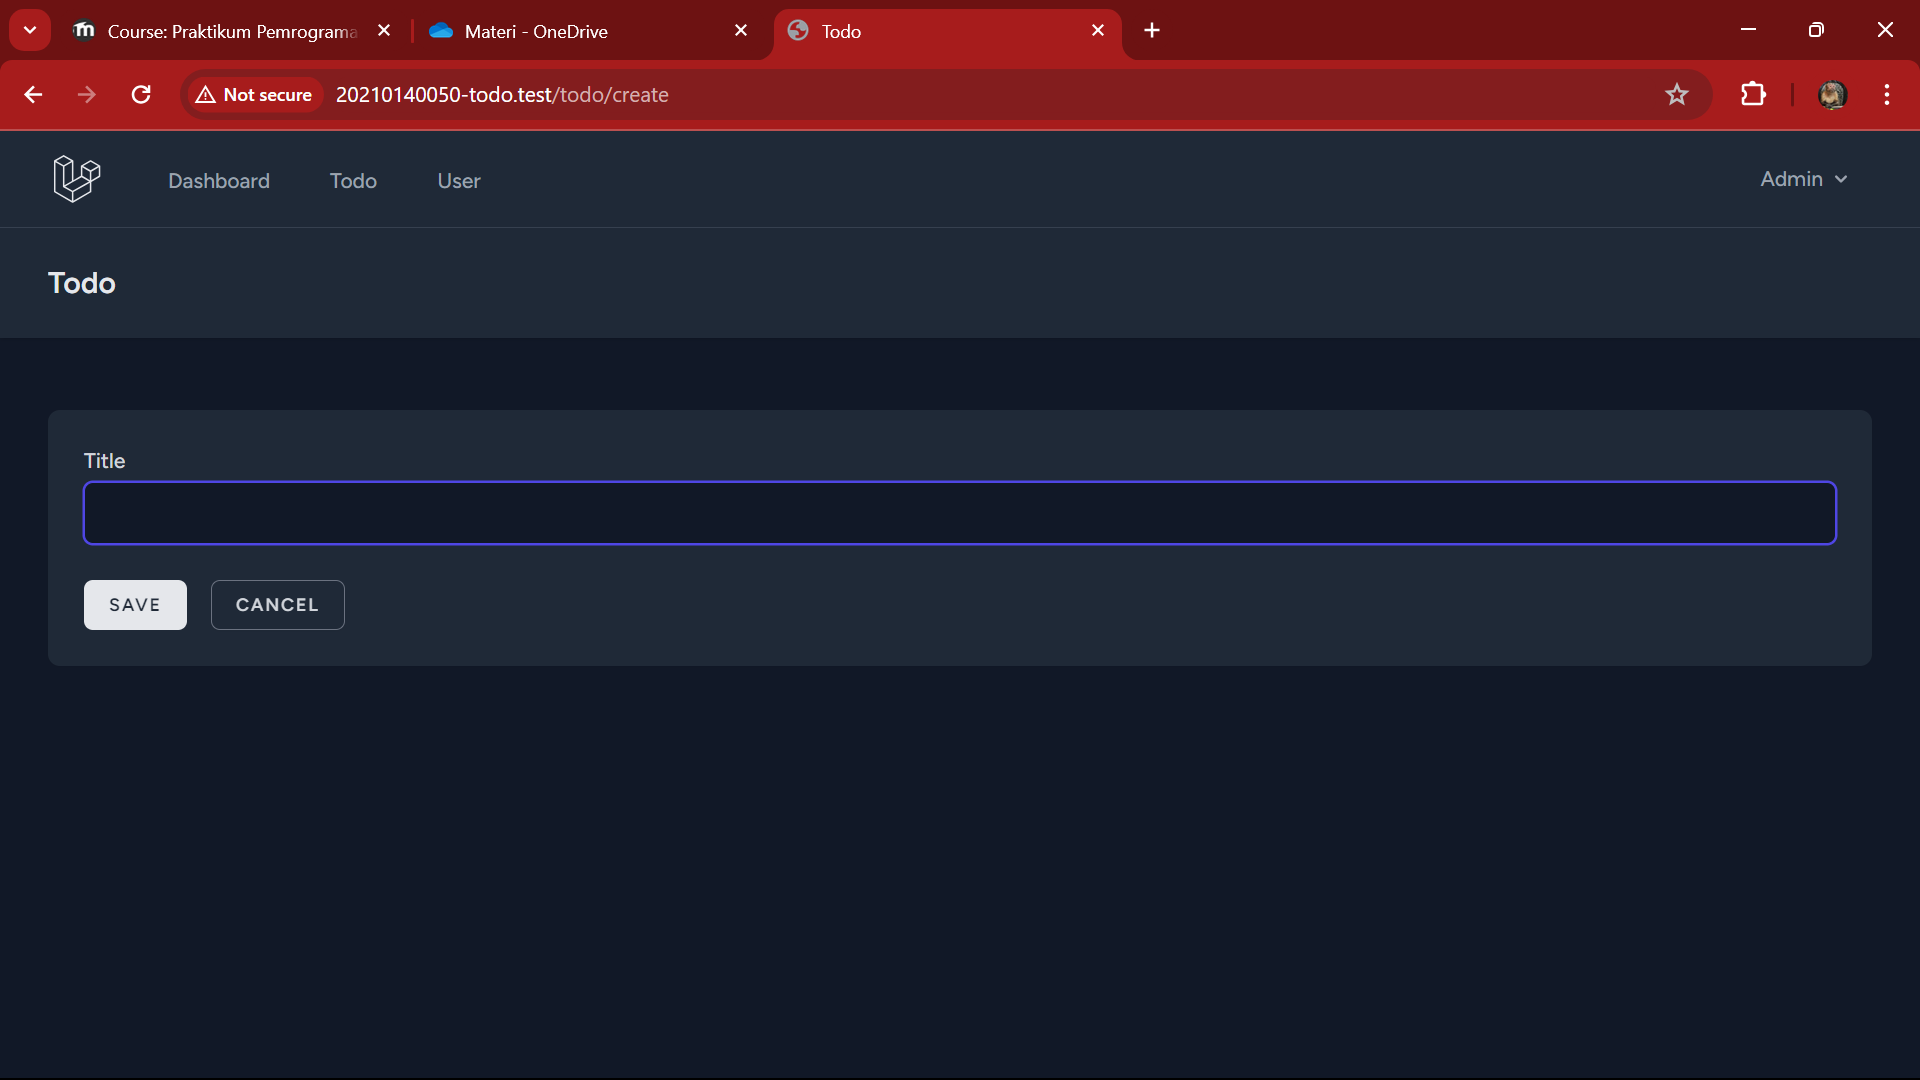 Course: Praktikum Pemrograma
Materi - OneDrive
Todo
Not secure
20210140050-todo.test/todo/create
Dashboard
Todo
User
Admin
Todo
Title
SAVE
CANCEL